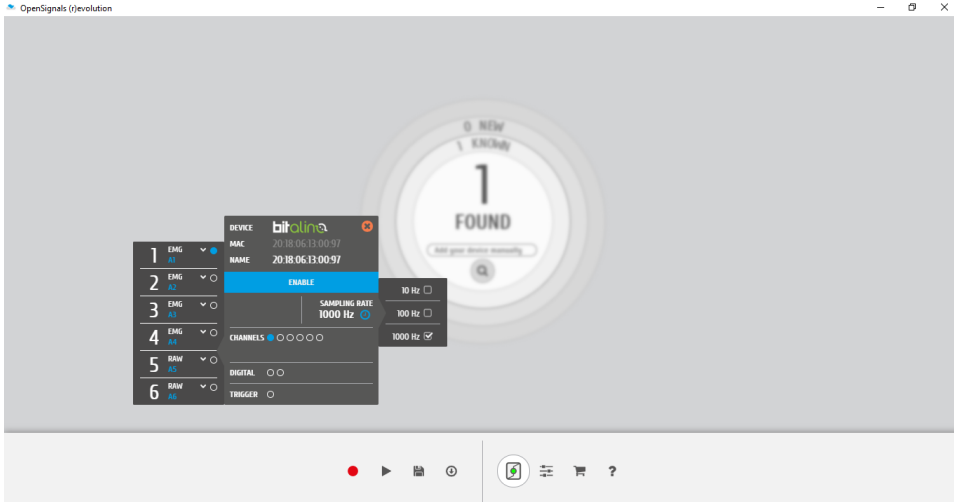 OpenSignals (r)evolution
0 NEW
1 KNOWN
1
FOUND
Add your device manually
DEVICE bitalino
MAC 20:18:06:13:00:97
NAME 20:18:06:13:00:97
ENABLE
SAMPLING RATE
1000 Hz
CHANNELS
DIGITAL
TRIGGER
1 EMG
A1
2 EMG
A2
3 EMG
A3
4 EMG
A4
5 RAW
A5
6 RAW
A6
10 Hz
100 Hz
1000 Hz
?